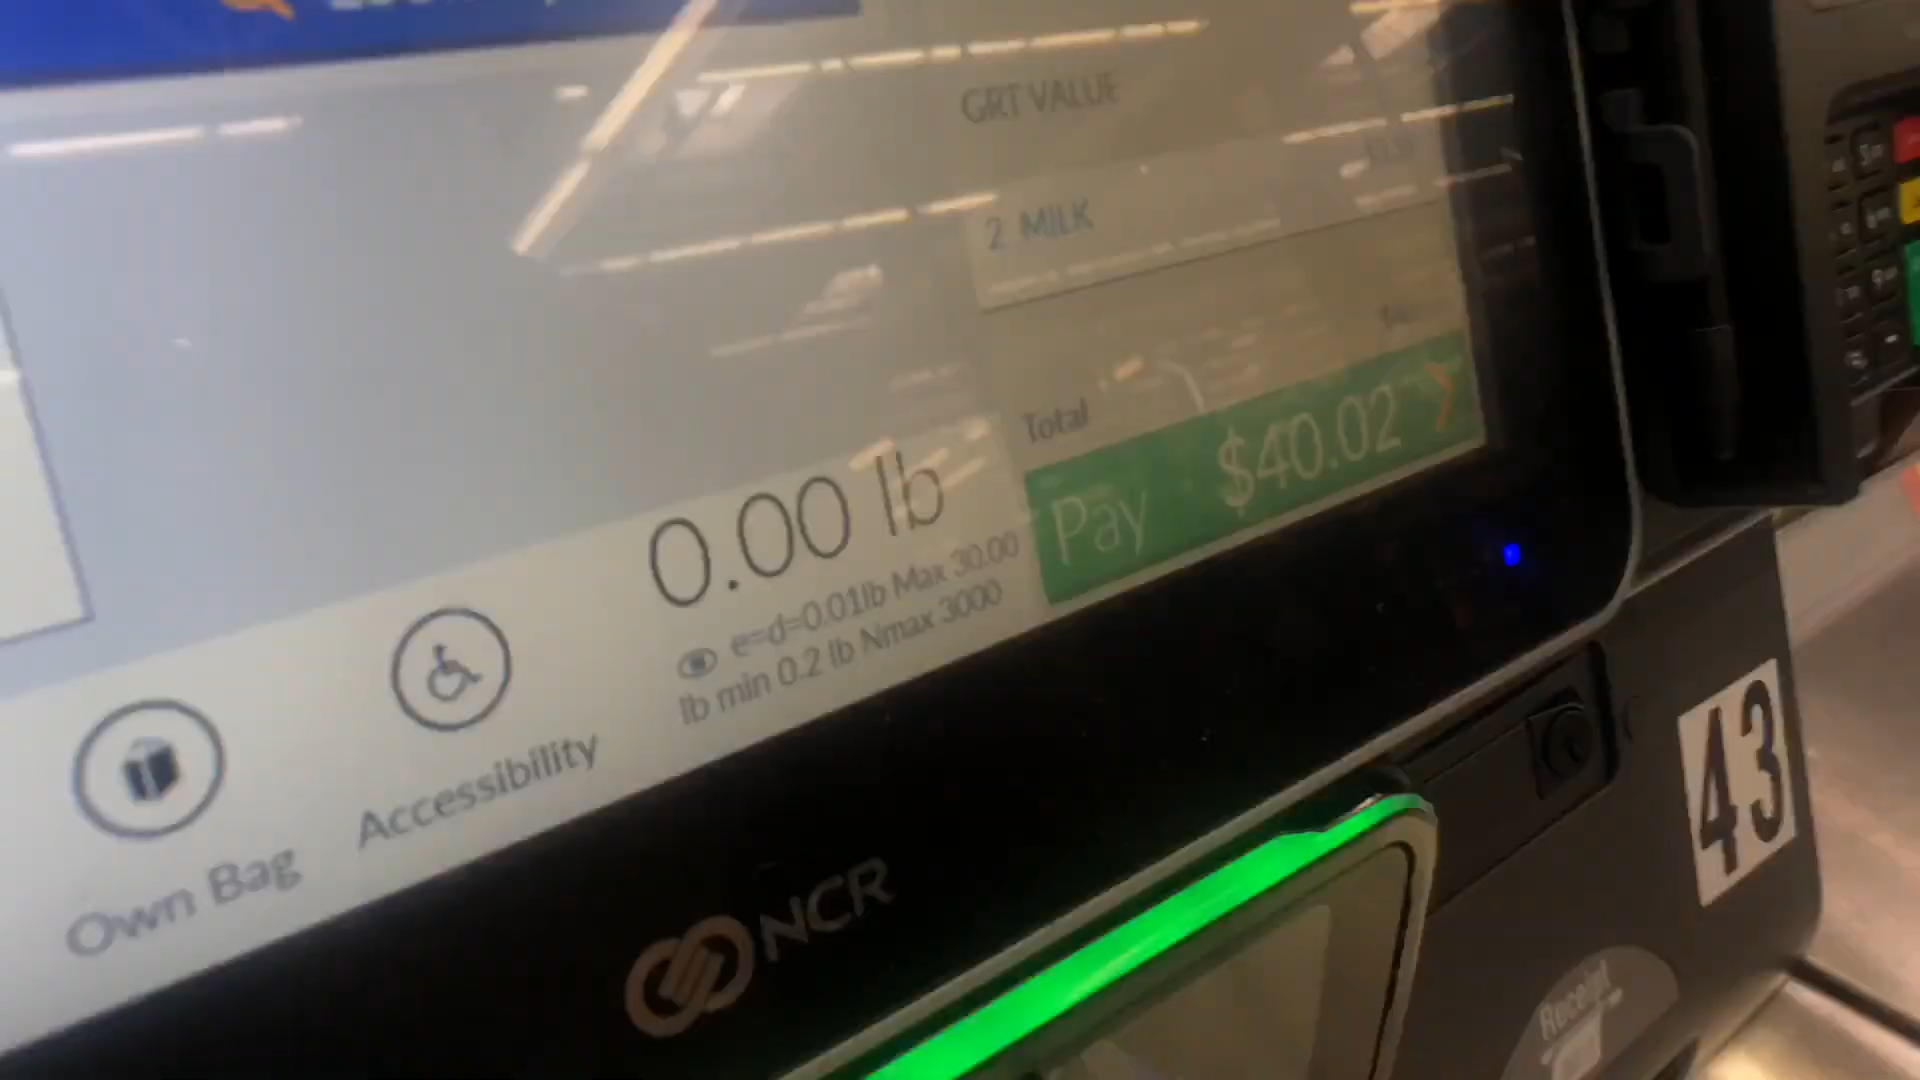 GRT VALUE
2 MILK
Total
Pay $40.02
0.00 lb
e=d=0.01lb Max 30.00
lb min 0.2 lb Nmax 3000
Accessibility
Own Bag
NCR
43
Receipt